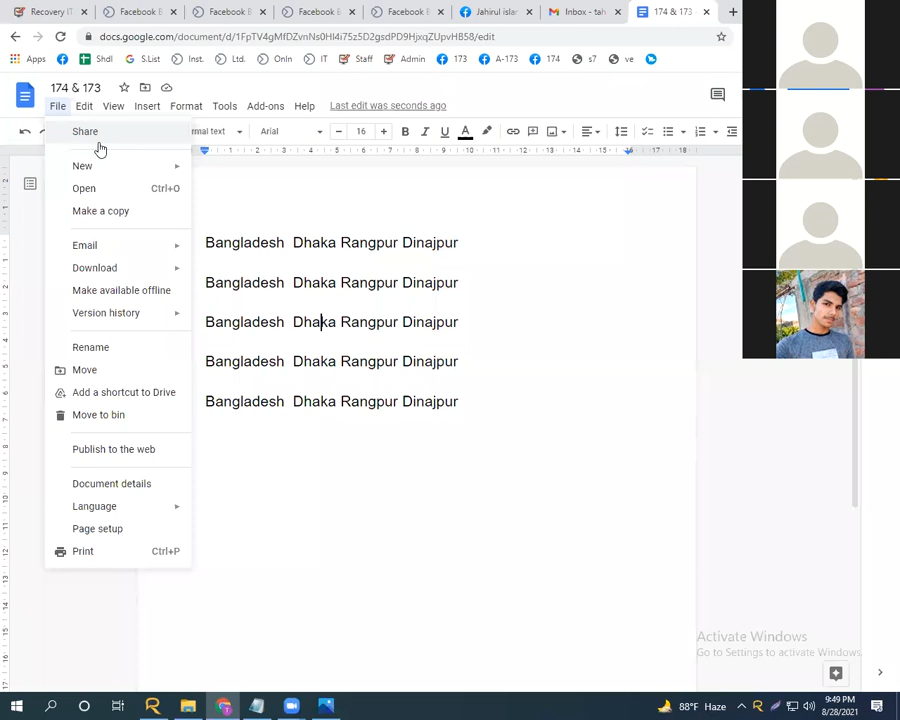 Recovery IT
Facebook B
Facebook B
Facebook B
Facebook B
Jahirul islar
Inbox - tah
174 & 173
docs.google.com/document/d/1FpTV4gMfDZvnNs0HI4i75z5D2gsdPD9HjxqZUpvHB58/edit
Apps
173
Shdl
S.List
Inst.
Ltd.
OnIn
IT
Staff
Admin
173
A-173
174
s7
ve
174 & 173
File Edit View Insert Format Tools Add-ons Help Last edit was seconds ago
rmal text Arial 16 B I U A
Share
New
Open Ctrl+O
Make a copy
Email
Download
Make available offline
Version history
Rename
Move
Add a shortcut to Drive
Move to bin
Publish to the web
Document details
Language
Page setup
Print Ctrl+P
Bangladesh Dhaka Rangpur Dinajpur
Bangladesh Dhaka Rangpur Dinajpur
Bangladesh Dhaka Rangpur Dinajpur
Bangladesh Dhaka Rangpur Dinajpur
Bangladesh Dhaka Rangpur Dinajpur
Activate Windows
Go to Settings to activate Windows.
88°F Haze
9:49 PM
8/28/2021